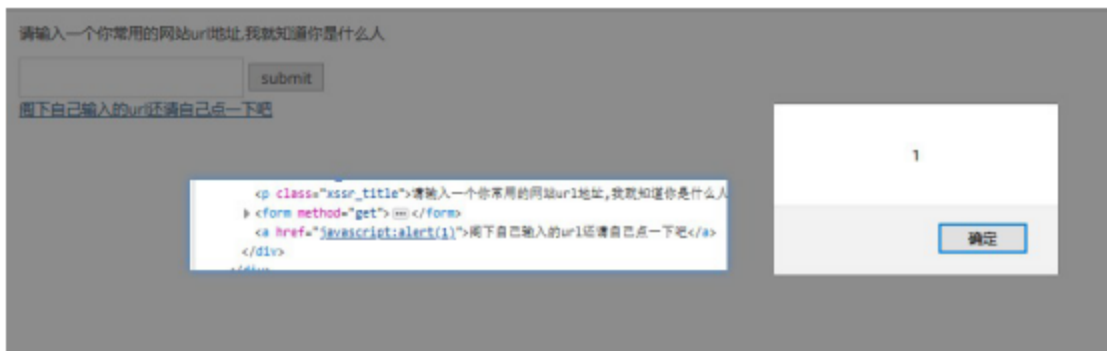 请输入一个你常用的网站url地址,我就知道你是什么人
submit
阁下自己输入的url还请自己点一下吧
1
<p class="xssr_title">请输入一个你常用的网站url地址,我就知道你是什么人
<form method="get"> … </form>
<a href="javascript:alert(1)">阁下自己输入的url还请自己点一下吧</a>
</div>
确定